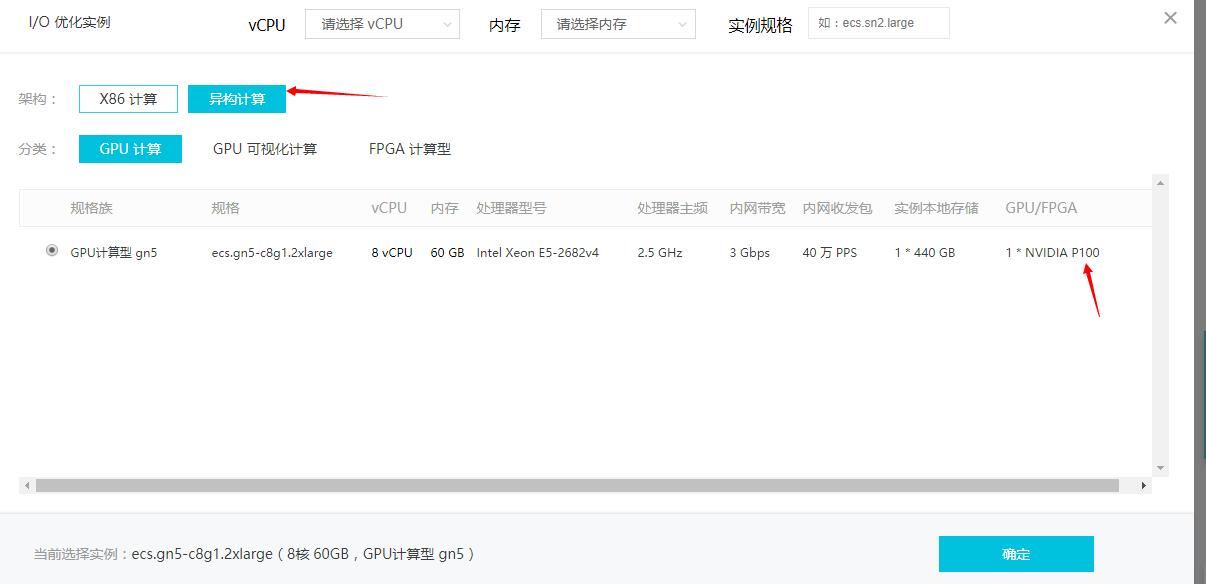 I/O 优化实例 vCPU 请选择 vCPU 内存 请选择内存 实例规格 如：ecs.sn2.large
架构： X86 计算 异构计算
分类： GPU 计算 GPU 可视化计算 FPGA 计算型
规格族 规格 vCPU 内存 处理器型号 处理器主频 内网带宽 内网收发包 实例本地存储 GPU/FPGA
GPU计算型 gn5 ecs.gn5-c8g1.2xlarge 8 vCPU 60 GB Intel Xeon E5-2682v4 2.5 GHz 3 Gbps 40 万 PPS 1 * 440 GB 1 * NVIDIA P100
当前选择实例：ecs.gn5-c8g1.2xlarge（8核 60GB，GPU计算型 gn5 ） 确定